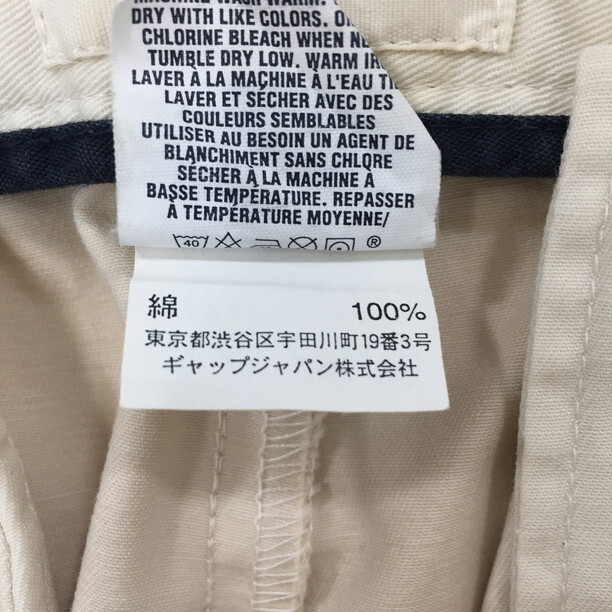 MACHINE WASH WARM.
DRY WITH LIKE COLORS.
CHLORINE BLEACH WHEN
TUMBLE DRY LOW. WARM
LAVER À LA MACHINE À L'EAU
LAVER ET SÉCHER AVEC DES
COULEURS SEMBLABLES
UTILISER AU BESOIN UN AGENT DE
BLANCHIMENT SANS CHLORE
SÉCHER À LA MACHINE À
BASSE TEMPÉRATURE. REPASSER
À TEMPÉRATURE MOYENNE/
40 ®
綿 100%
東京都渋谷区宇田川町19番3号
ギャップジャパン株式会社